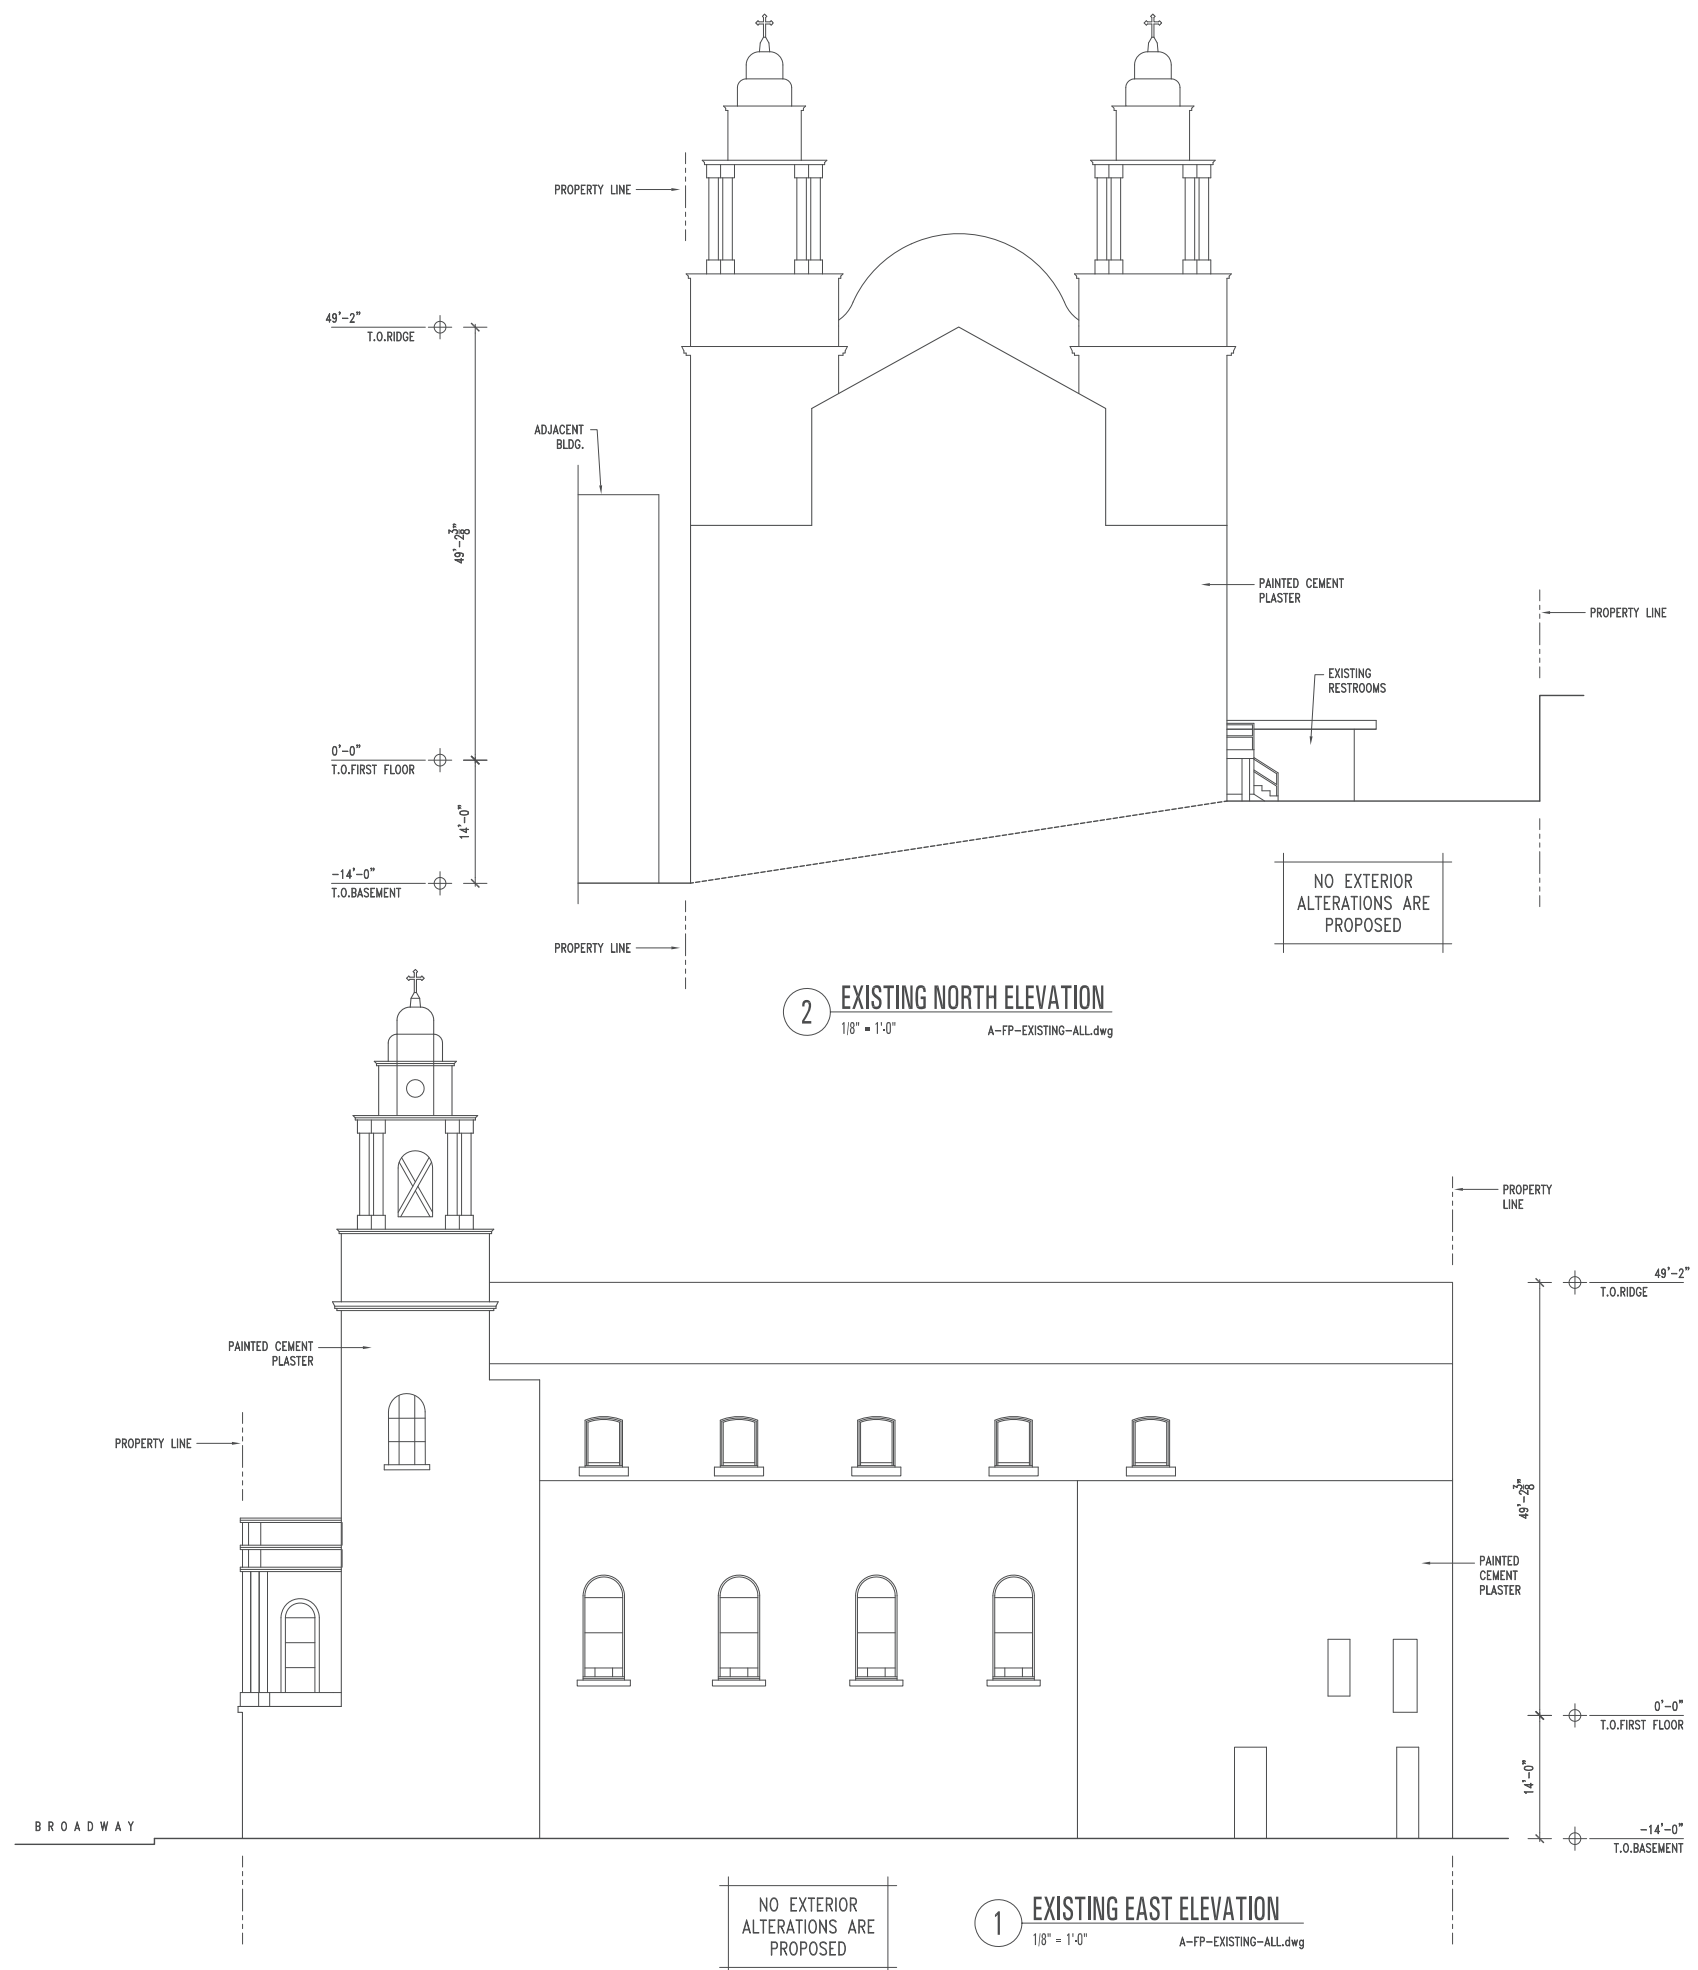 PROPERTY LINE
49'-2"
T.O.RIDGE
ADJACENT
BLDG.
49'-2 3/8"
PAINTED CEMENT
PLASTER
PROPERTY LINE
EXISTING
RESTROOMS
0'-0"
T.O.FIRST FLOOR
14'-0"
-14'-0"
T.O.BASEMENT
NO EXTERIOR
ALTERATIONS ARE
PROPOSED
PROPERTY LINE
2
EXISTING NORTH ELEVATION
1/8" = 1'-0"
A-FP-EXISTING-ALL.dwg
PROPERTY
LINE
49'-2"
T.O.RIDGE
PAINTED CEMENT
PLASTER
PROPERTY LINE
49'-2 3/8"
PAINTED
CEMENT
PLASTER
0'-0"
T.O.FIRST FLOOR
14'-0"
BROADWAY
-14'-0"
T.O.BASEMENT
NO EXTERIOR
ALTERATIONS ARE
PROPOSED
1
EXISTING EAST ELEVATION
1/8" = 1'-0"
A-FP-EXISTING-ALL.dwg